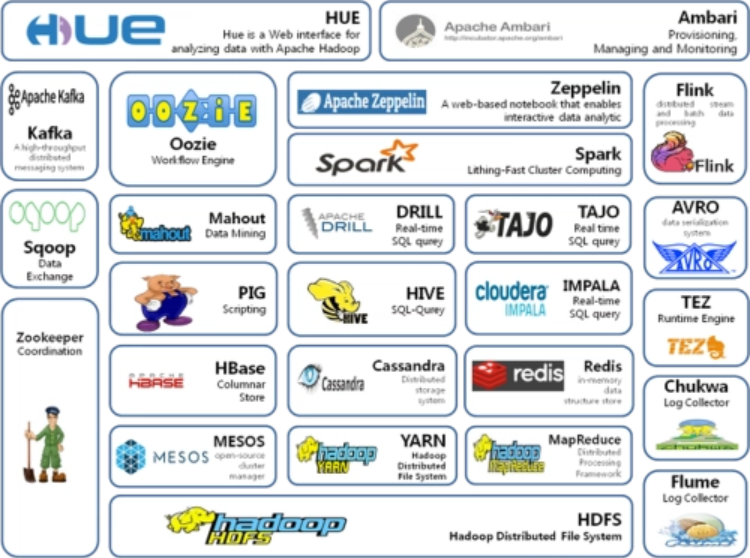 HUE
HUE
Hue is a Web interface for
analyzing data with Apache Hadoop
Apache Ambari
http://incubator.apache.org/ambari
Ambari
Provisioning,
Managing and Monitoring
Apache Kafka
Kafka
A high-throughput
distributed
messaging system
OOZIE
Oozie
Workflow Engine
Apache Zeppelin
Zeppelin
A web-based notebook that enables
interactive data analytic
Spark
Spark
Lithing-Fast Cluster Computing
Flink
distributed stream
and batch data
processing
Flink
sqoop
Sqoop
Data
Exchange
mahout
Mahout
Data Mining
APACHE
DRILL
DRILL
Real-time
SQL qurey
TAJO
TAJO
Real time
SQL qurey
AVRO
data serialization
system
AVRO
PIG
Scripting
HIVE
HIVE
SQL-Qurey
cloudera
IMPALA
IMPALA
Real-time
SQL query
TEZ
Runtime Engine
TEZ
Zookeeper
Coordination
APACHE
HBASE
HBase
Columnar
Store
Cassandra
Cassandra
Distributed
storage
system
redis
Redis
in-memory
data
structure store
Chukwa
Log Collector
MESOS
MESOS
open-source
cluster
manager
hadoop
YARN
YARN
Hadoop
Distributed
File System
hadoop
MapReduce
MapReduce
Distributed
Processing
Framework
Flume
Log Collector
hadoop
HDFS
HDFS
Hadoop Distributed File System